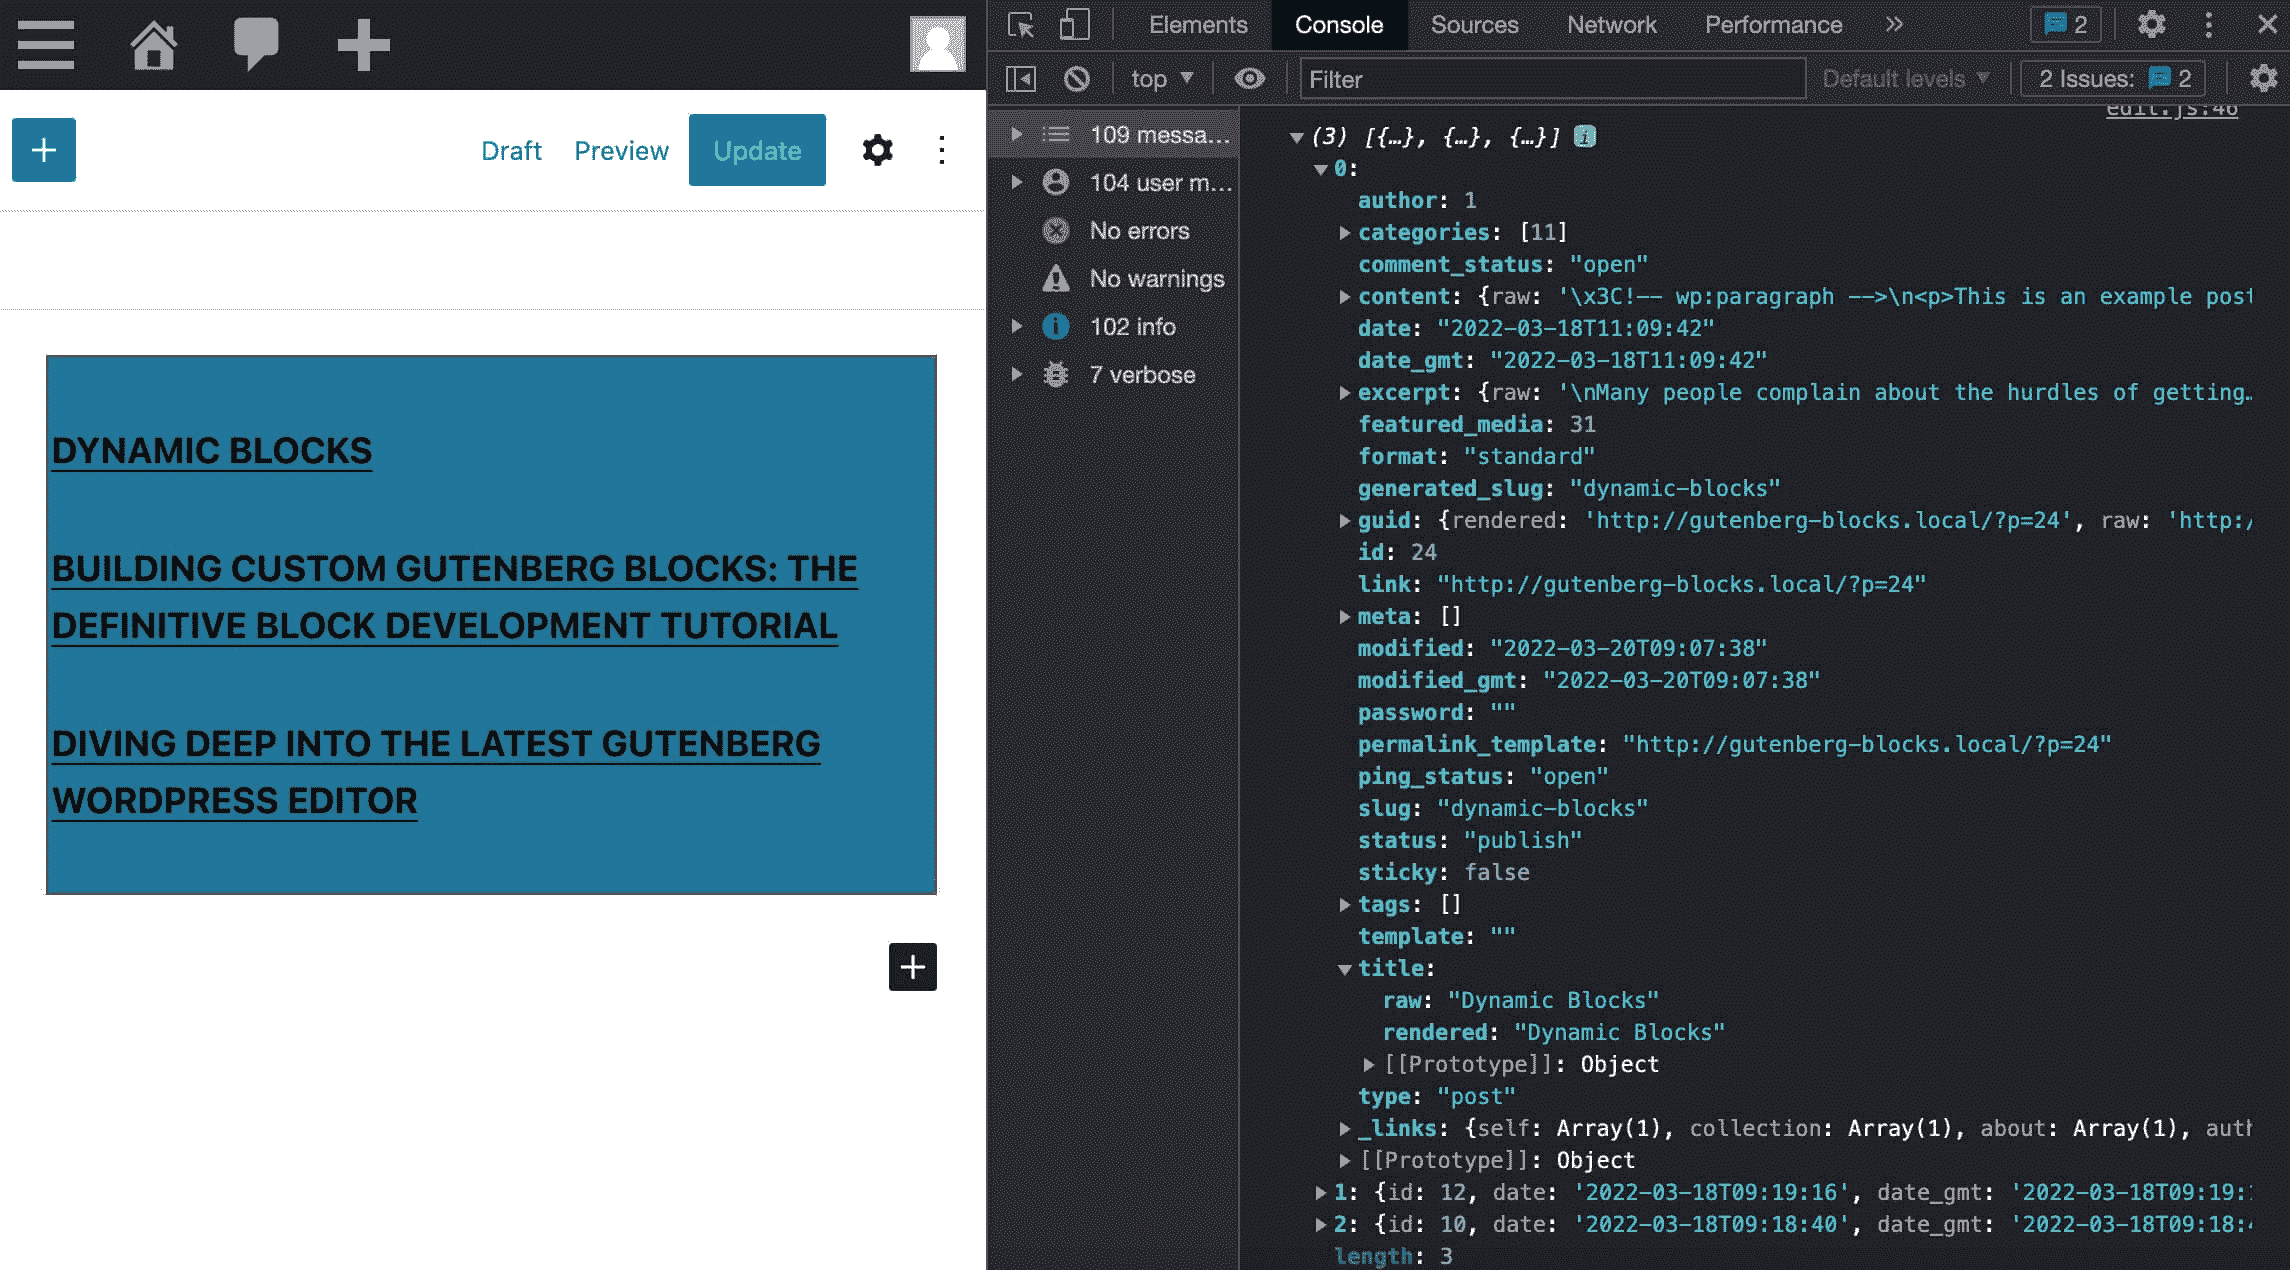 Draft Preview Update
DYNAMIC BLOCKS
BUILDING CUSTOM GUTENBERG BLOCKS: THE
DEFINITIVE BLOCK DEVELOPMENT TUTORIAL
DIVING DEEP INTO THE LATEST GUTENBERG
WORDPRESS EDITOR
Elements Console Sources Network Performance » 2
top Filter Default levels 2 Issues: 2
109 messa...
104 user m...
No errors
No warnings
102 info
7 verbose
edit.js:46
(3) [{…}, {…}, {…}] i
0:
author: 1
categories: [11]
comment_status: "open"
content: {raw: '\x3C!-- wp:paragraph -->\n<p>This is an example post
date: "2022-03-18T11:09:42"
date_gmt: "2022-03-18T11:09:42"
excerpt: {raw: '\nMany people complain about the hurdles of getting…
featured_media: 31
format: "standard"
generated_slug: "dynamic-blocks"
guid: {rendered: 'http://gutenberg-blocks.local/?p=24', raw: 'http:/
id: 24
link: "http://gutenberg-blocks.local/?p=24"
meta: []
modified: "2022-03-20T09:07:38"
modified_gmt: "2022-03-20T09:07:38"
password: ""
permalink_template: "http://gutenberg-blocks.local/?p=24"
ping_status: "open"
slug: "dynamic-blocks"
status: "publish"
sticky: false
tags: []
template: ""
title:
raw: "Dynamic Blocks"
rendered: "Dynamic Blocks"
[[Prototype]]: Object
type: "post"
_links: {self: Array(1), collection: Array(1), about: Array(1), auth
[[Prototype]]: Object
1: {id: 12, date: '2022-03-18T09:19:16', date_gmt: '2022-03-18T09:19:
2: {id: 10, date: '2022-03-18T09:18:40', date_gmt: '2022-03-18T09:18:4
length: 3